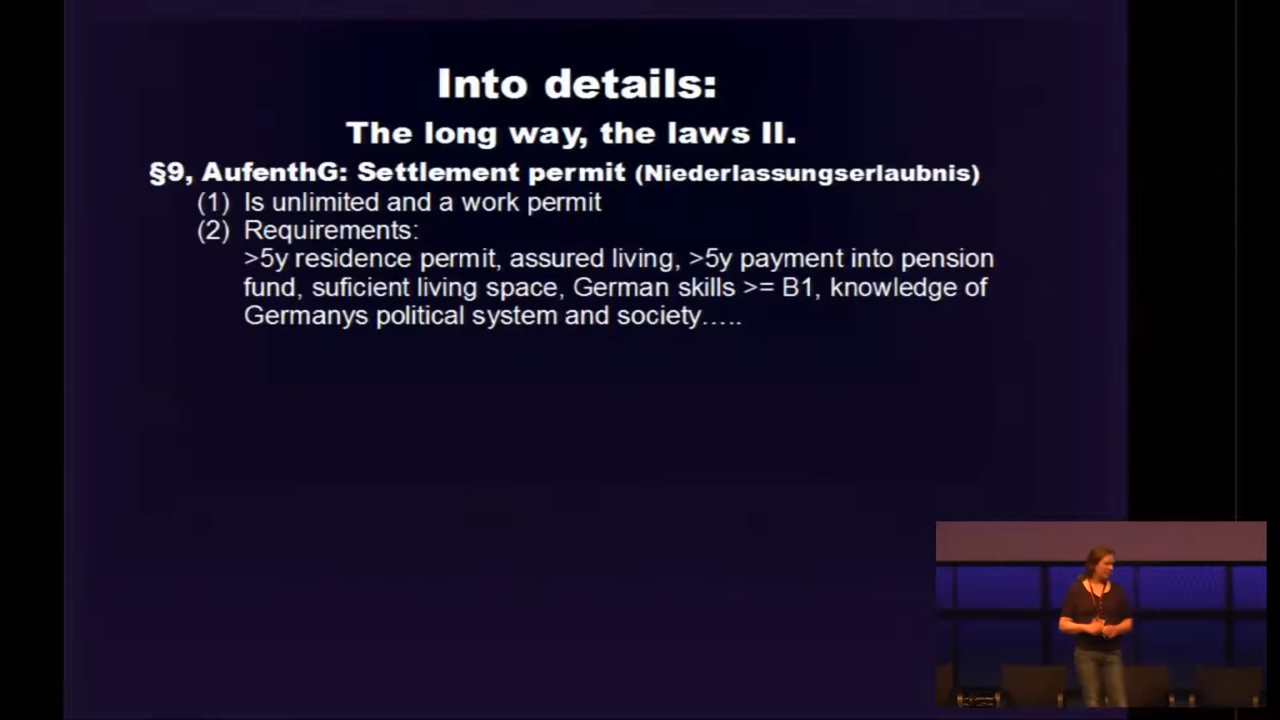 Into details:
The long way, the laws II.
§9, AufenthG: Settlement permit (Niederlassungserlaubnis)
(1) Is unlimited and a work permit
(2) Requirements:
>5y residence permit, assured living, >5y payment into pension
fund, suficient living space, German skills >= B1, knowledge of
Germanys political system and society…..